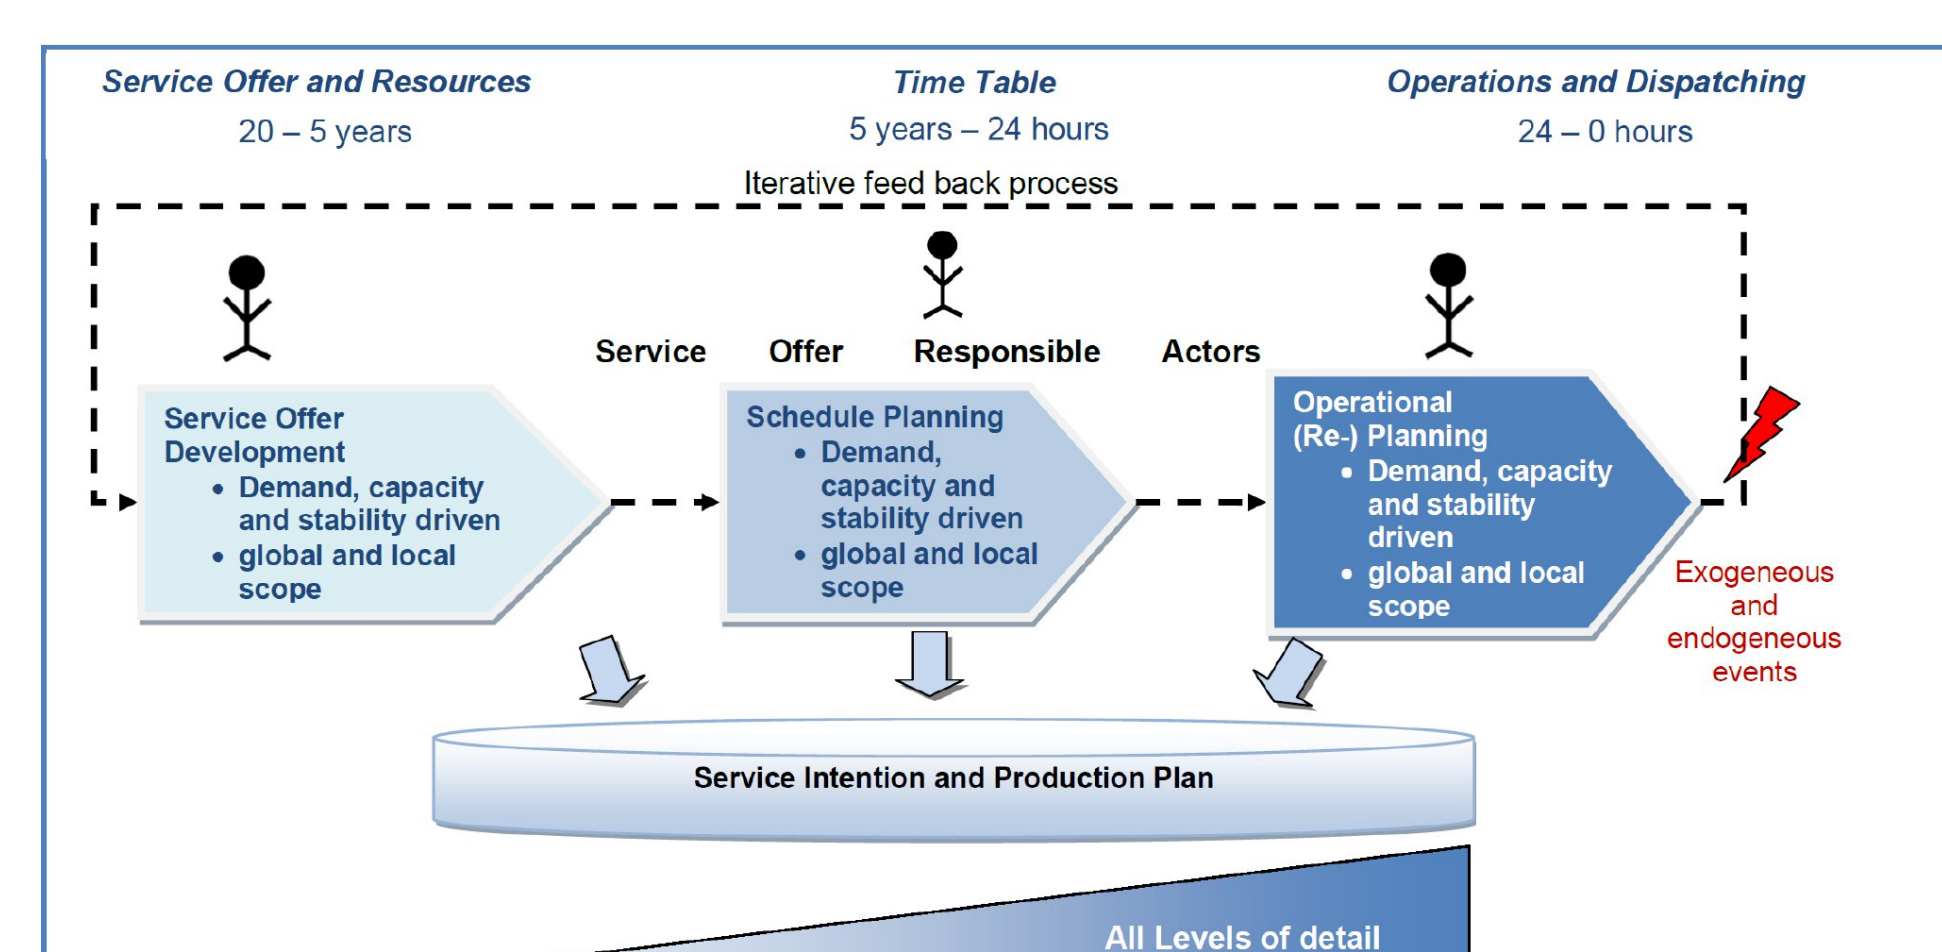 Service Offer and Resources
Time Table
Operations and Dispatching
20 – 5 years
5 years – 24 hours
24 – 0 hours
Iterative feed back process
Service Offer Responsible Actors
Service Offer
Development
• Demand, capacity
and stability driven
• global and local
scope
Schedule Planning
• Demand,
capacity and
stability driven
• global and local
scope
Operational
(Re-) Planning
• Demand, capacity
and stability
driven
• global and local
scope
Exogeneous
and
endogeneous
events
Service Intention and Production Plan
All Levels of detail